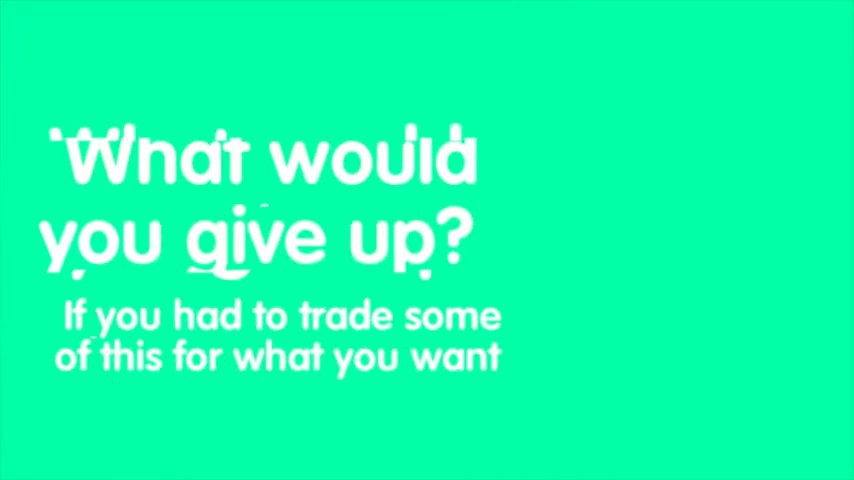 What would
you give up?
If you had to trade some
of this for what you want